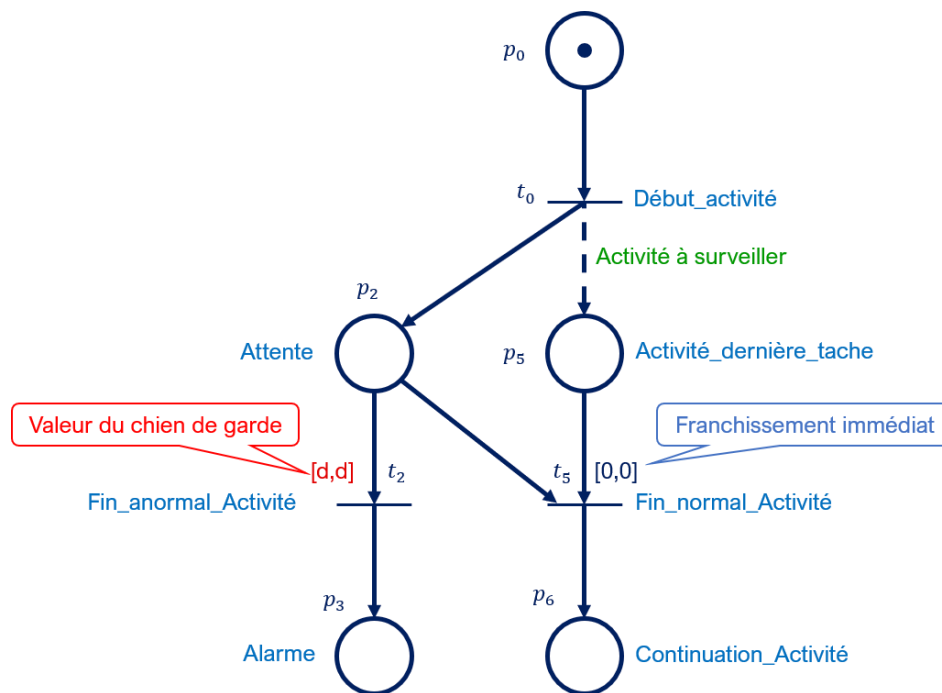 p₀
t₀ Début_activité
Activité à surveiller
p₂
Attente p₅ Activité_dernière_tache
Valeur du chien de garde Franchissement immédiat
[d,d] t₂ t₅ [0,0]
Fin_anormal_Activité Fin_normal_Activité
p₃ p₆
Alarme Continuation_Activité